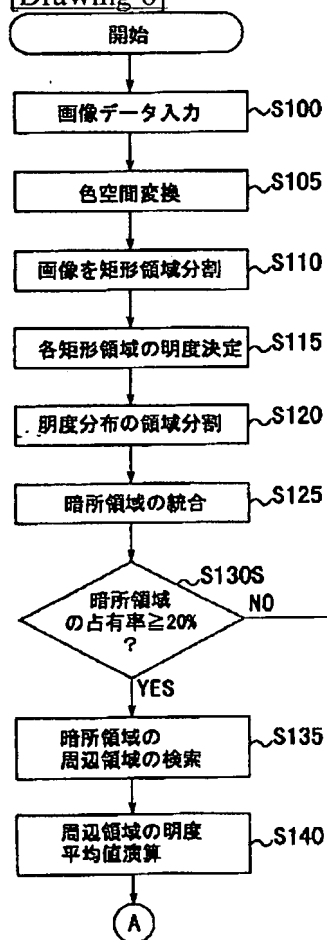 [Drawing 6]
開始
画像データ入力 S100
色空間変換 S105
画像を矩形領域分割 S110
各矩形領域の明度決定 S115
明度分布の領域分割 S120
暗所領域の統合 S125
S130S
暗所領域
の占有率≧20%
?
NO
YES
暗所領域の
周辺領域の検索 S135
周辺領域の明度
平均値演算 S140
A